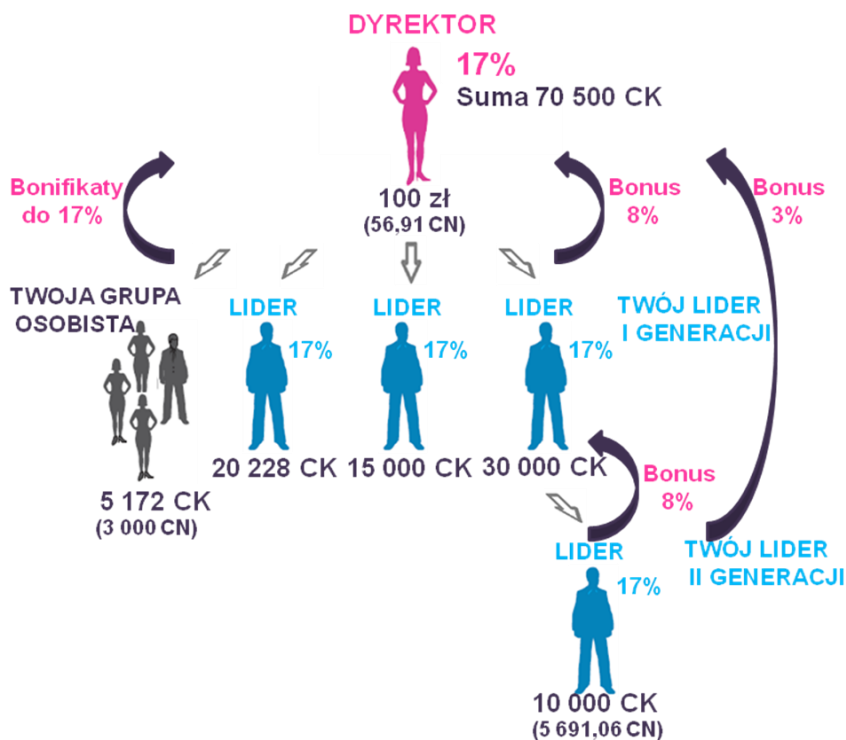 DYREKTOR
17%
Suma 70 500 CK
100 zł
(56,91 CN)
Bonifikaty
do 17%
Bonus
8%
Bonus
3%
TWOJA GRUPA
OSOBISTA
5 172 CK
(3 000 CN)
LIDER
17%
20 228 CK
LIDER
17%
15 000 CK
LIDER
17%
30 000 CK
TWÓJ LIDER
I GENERACJI
Bonus
8%
LIDER
17%
10 000 CK
(5 691,06 CN)
TWÓJ LIDER
II GENERACJI